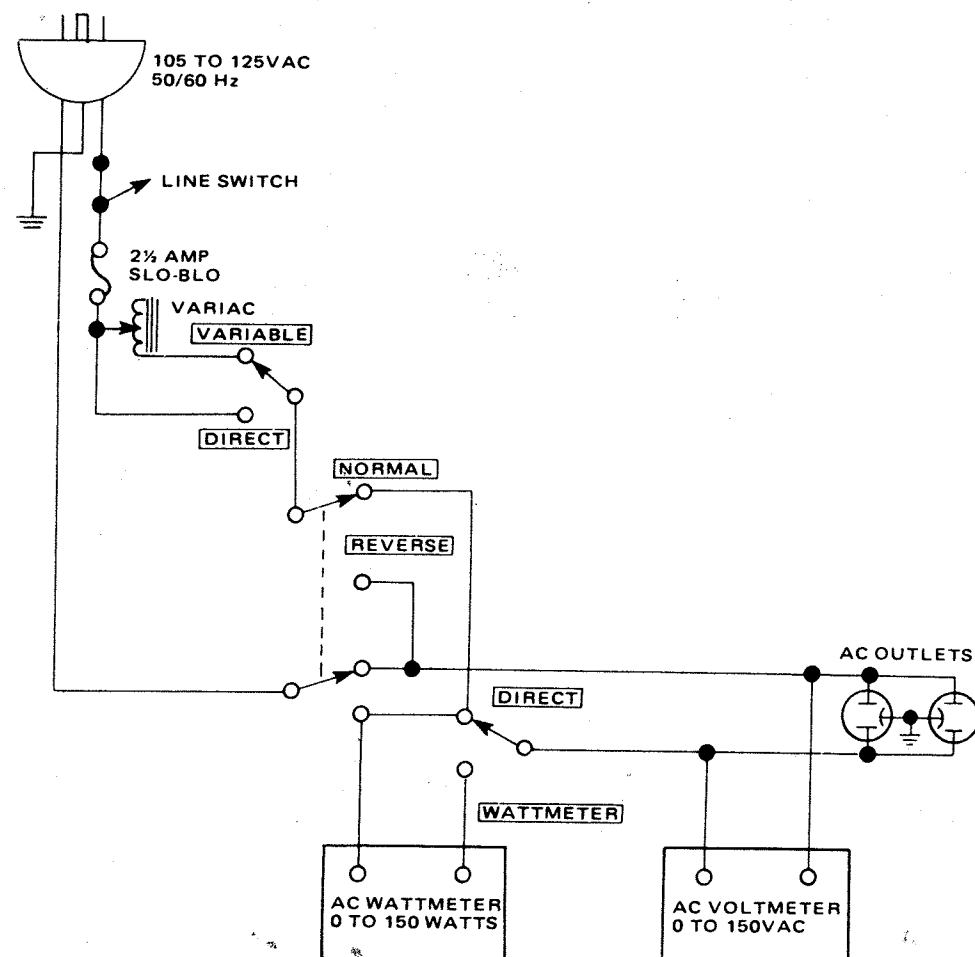 105 TO 125VAC
50/60 Hz
LINE SWITCH
2½ AMP
SLO-BLO
VARIAC
VARIABLE
DIRECT
NORMAL
REVERSE
AC OUTLETS
DIRECT
WATTMETER
AC WATTMETER
0 TO 150 WATTS
AC VOLTMETER
0 TO 150VAC